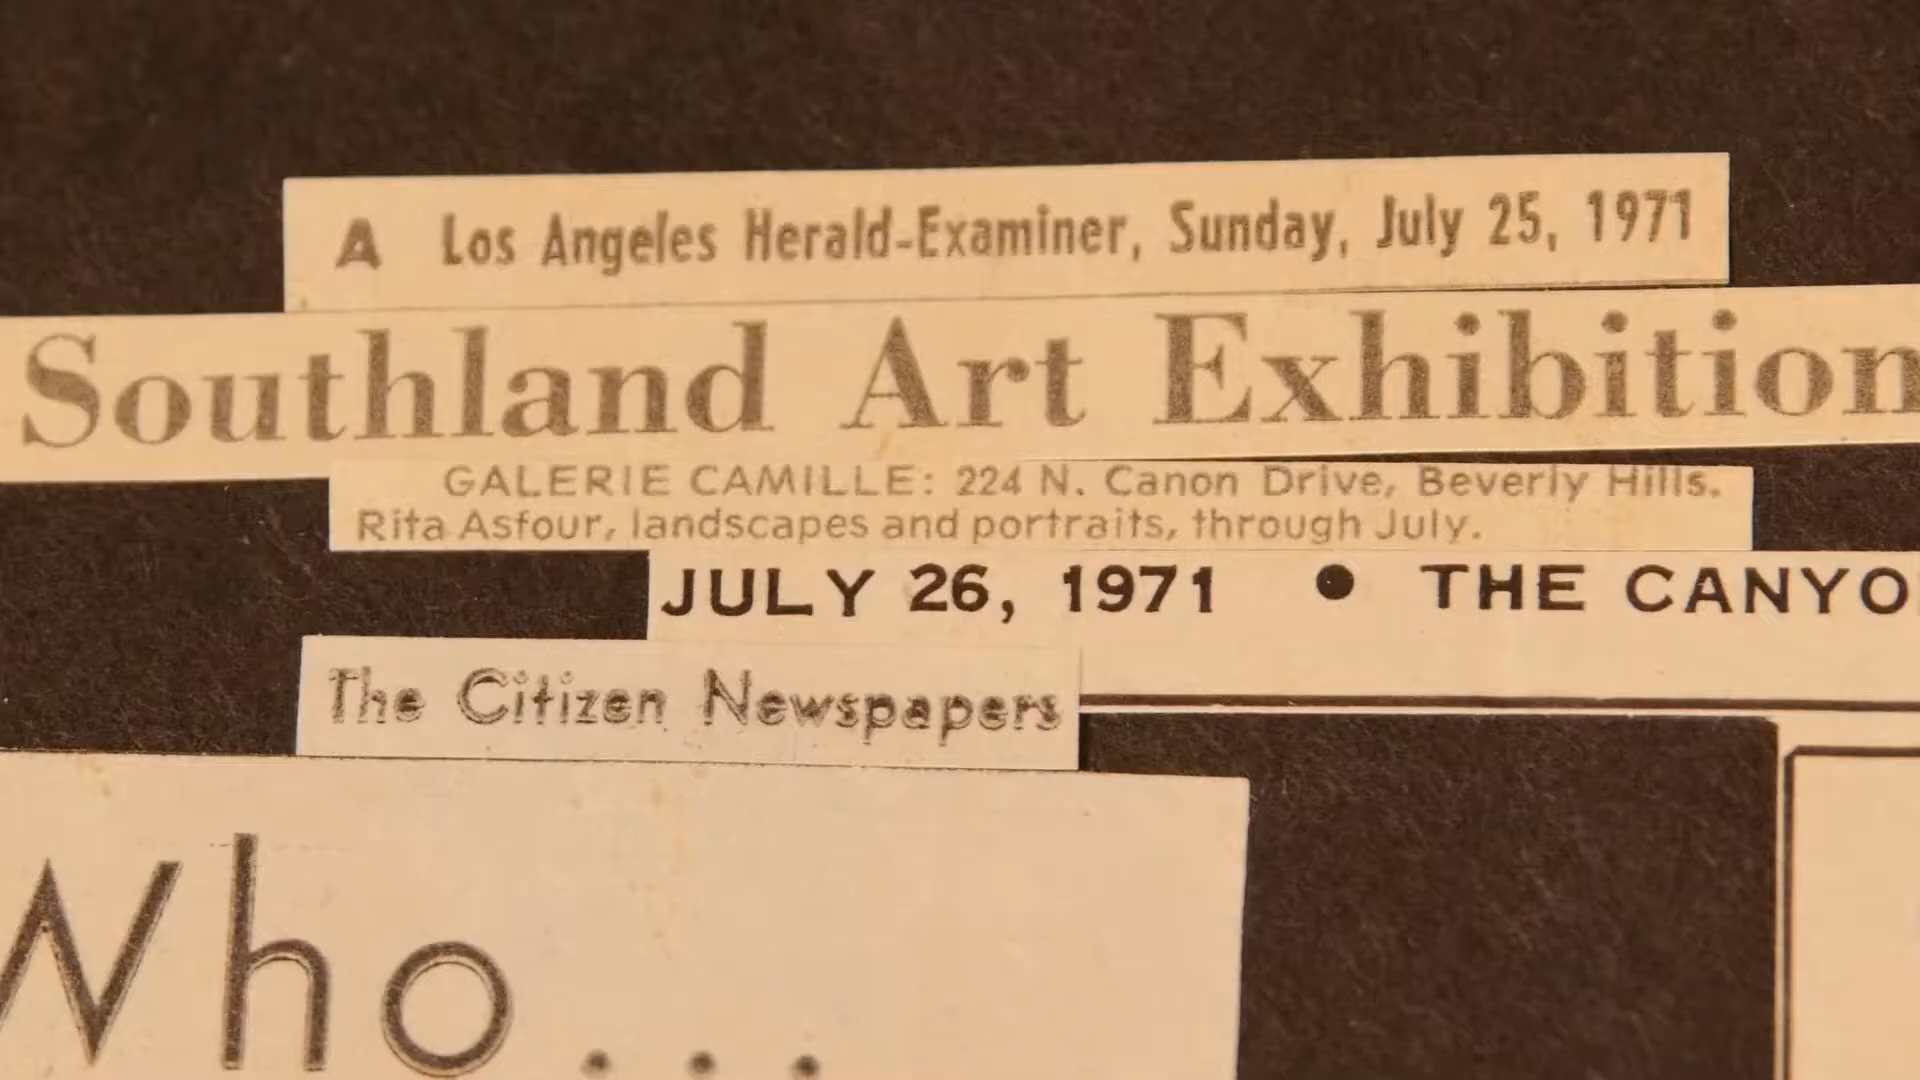 A Los Angeles Herald-Examiner, Sunday, July 25, 1971
Southland Art Exhibition
GALERIE CAMILLE: 224 N. Canon Drive, Beverly Hills.
Rita Asfour, landscapes and portraits, through July.
JULY 26, 1971 • THE CANYO
The Citizen Newspapers
Who...